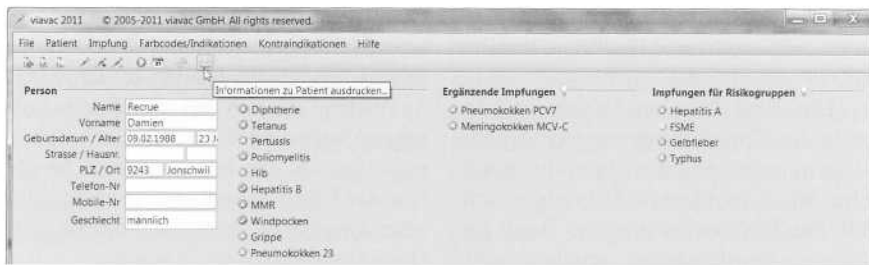 viavac 2011 © 2005-2011 viavac GmbH. All rights reserved.
File Patient Impfung Farbcodes/Indikationen Kontraindikationen Hilfe
Informationen zu Patient ausdrucken...
Person
Name Recrue
Vorname Damien
Geburtsdatum / Alter 09.02.1988 23 J
Strasse / Hausnr.
PLZ / Ort 9243 Jonschwil
Telefon-Nr
Mobile-Nr
Geschlecht männlich
Diphtherie
Tetanus
Pertussis
Poliomyelitis
Hib
Hepatitis B
MMR
Windpocken
Grippe
Pneumokokken 23
Ergänzende Impfungen
Pneumokokken PCV7
Meningokokken MCV-C
Impfungen für Risikogruppen
Hepatitis A
FSME
Gelbfieber
Typhus